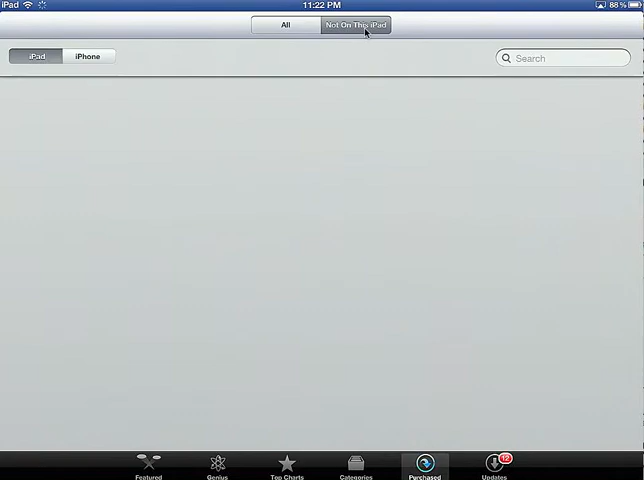 iPad 11:22 PM 88%
All Not On This iPad
iPad iPhone Search
12
Featured Genius Top Charts Categories Purchased Updates